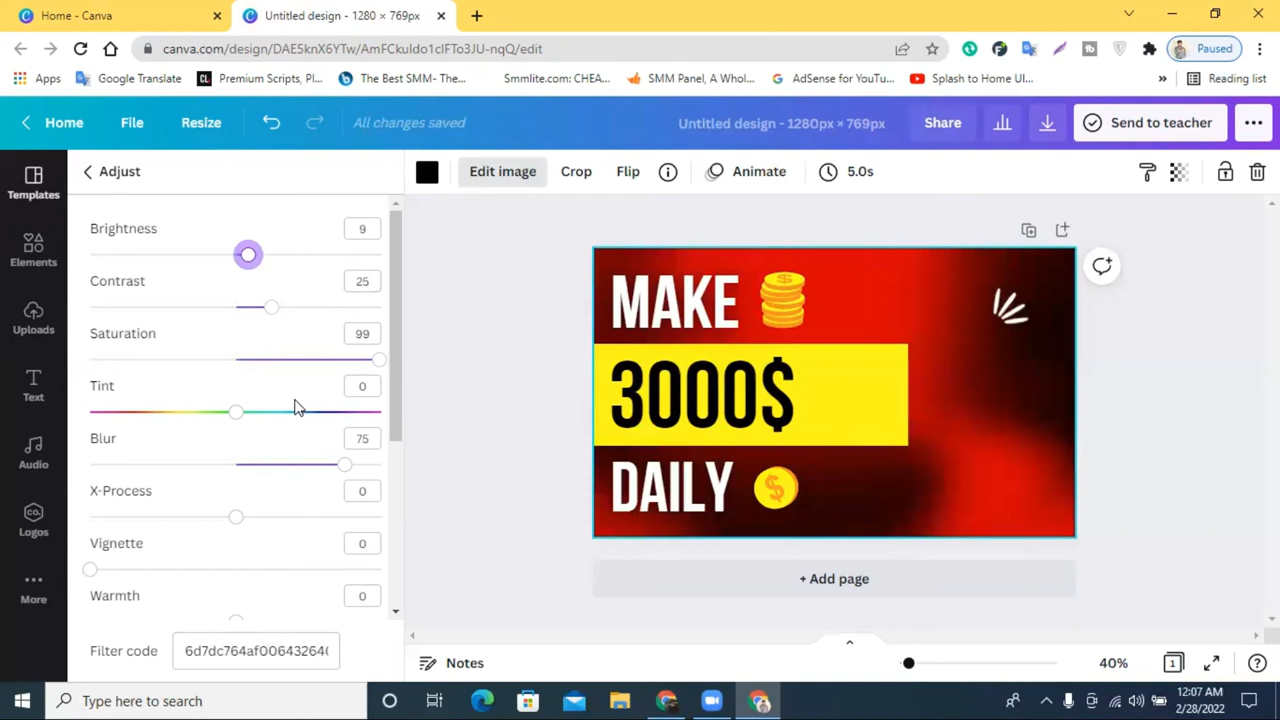 Home - Canva
Untitled design - 1280 × 769px
canva.com/design/DAE5knX6YTw/AmFCkuIdo1clFTo3JU-nqQ/edit
Paused
Apps
Google Translate
Premium Scripts, Pl...
The Best SMM- The...
Smmlite.com: CHEA...
SMM Panel, A Whol...
AdSense for YouTu...
Splash to Home UI...
Reading list
Home
File
Resize
All changes saved
Untitled design - 1280px × 769px
Share
Send to teacher
Templates
Elements
Uploads
Text
Audio
Logos
More
Adjust
Edit image
Crop
Flip
Animate
5.0s
Brightness 9
Contrast 25
Saturation 99
Tint 0
Blur 75
X-Process 0
Vignette 0
Warmth 0
Filter code 6d7dc764af00643264(
MAKE
3000$
DAILY
+ Add page
Notes
40%
1
Type here to search
12:07 AM
2/28/2022